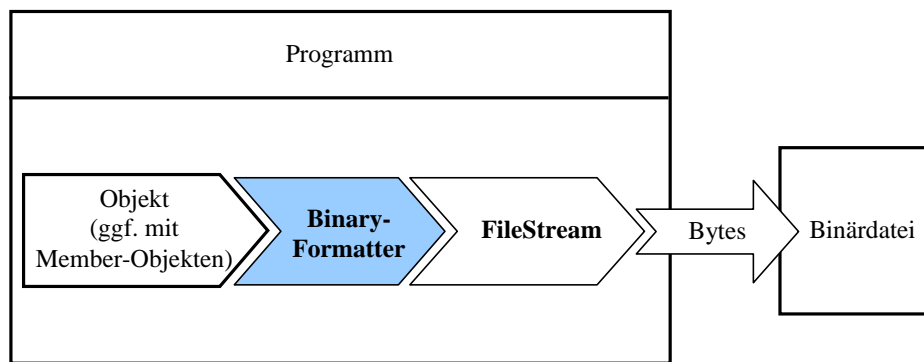 Programm
Objekt
(ggf. mit
Member-Objekten)
Binary-
Formatter
FileStream
Bytes
Binärdatei